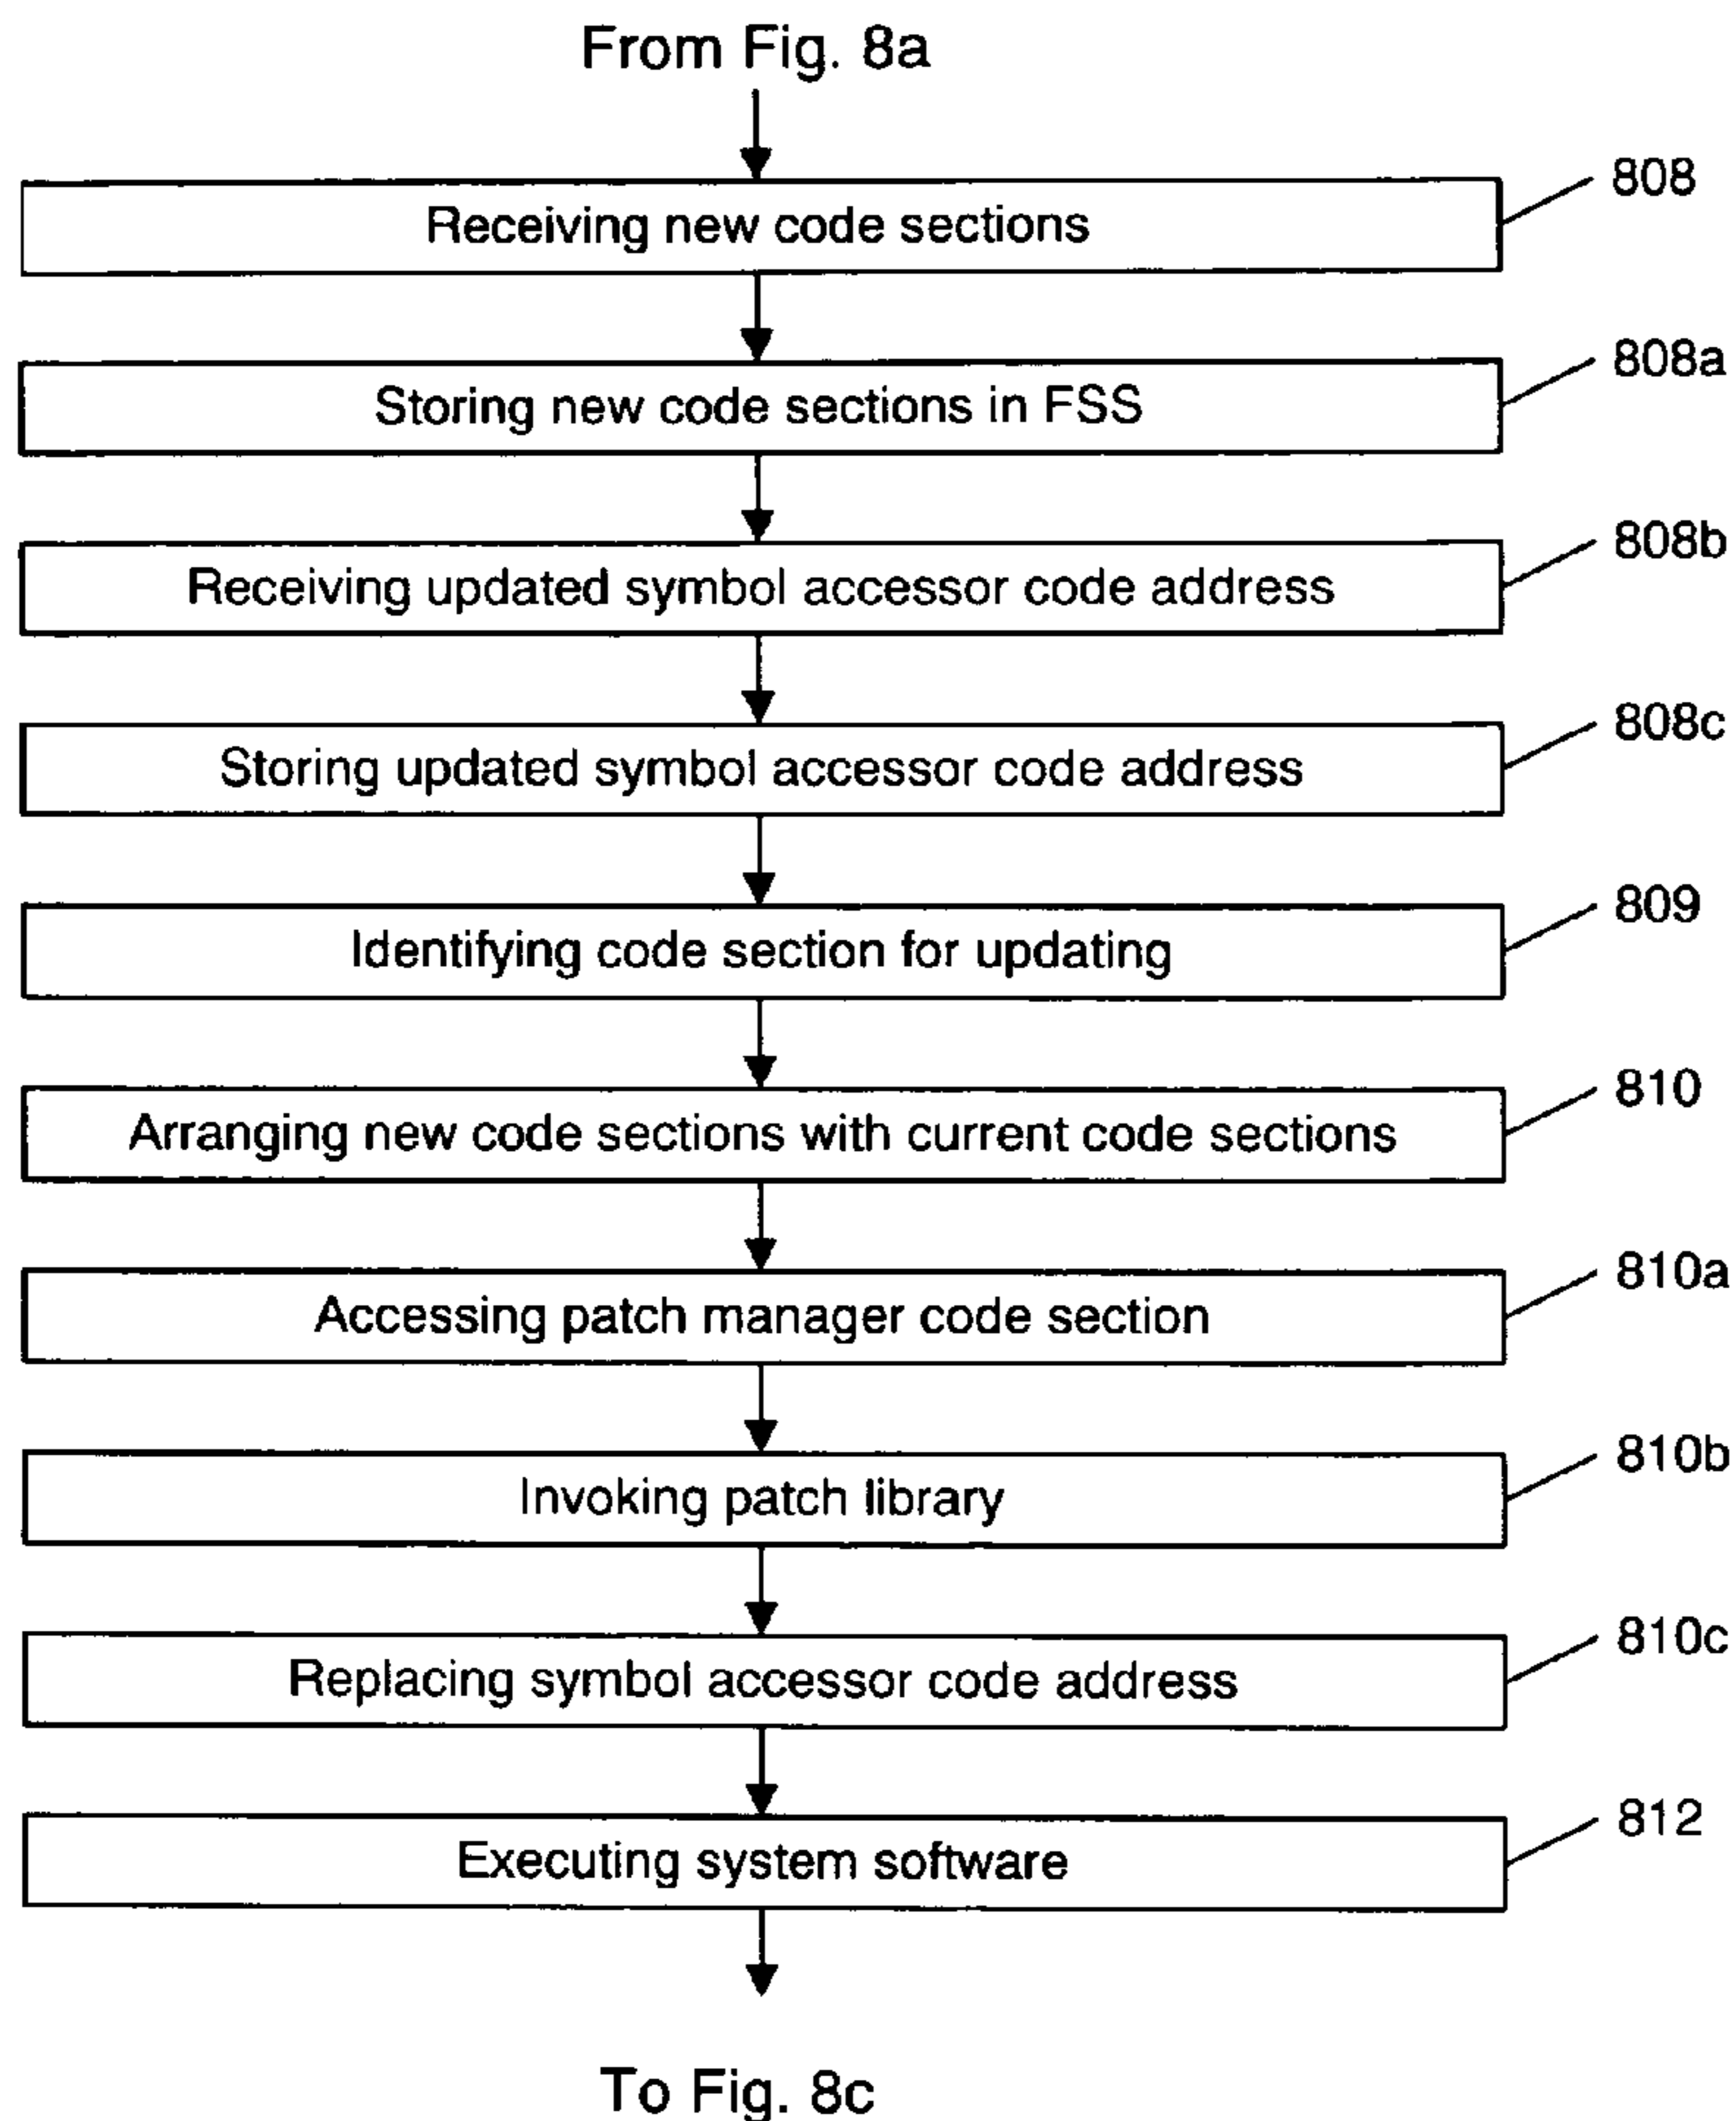 From Fig. 8a
808
Receiving new code sections
808a
Storing new code sections in FSS
808b
Receiving updated symbol accessor code address
808c
Storing updated symbol accessor code address
809
Identifying code section for updating
810
Arranging new code sections with current code sections
810a
Accessing patch manager code section
810b
Invoking patch library
810c
Replacing symbol accessor code address
812
Executing system software
To Fig. 8c